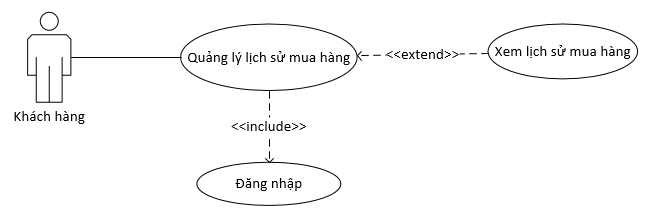 Quảng lý lịch sử mua hàng
<<extend>>
Xem lịch sử mua hàng
Khách hàng
<<include>>
Đăng nhập